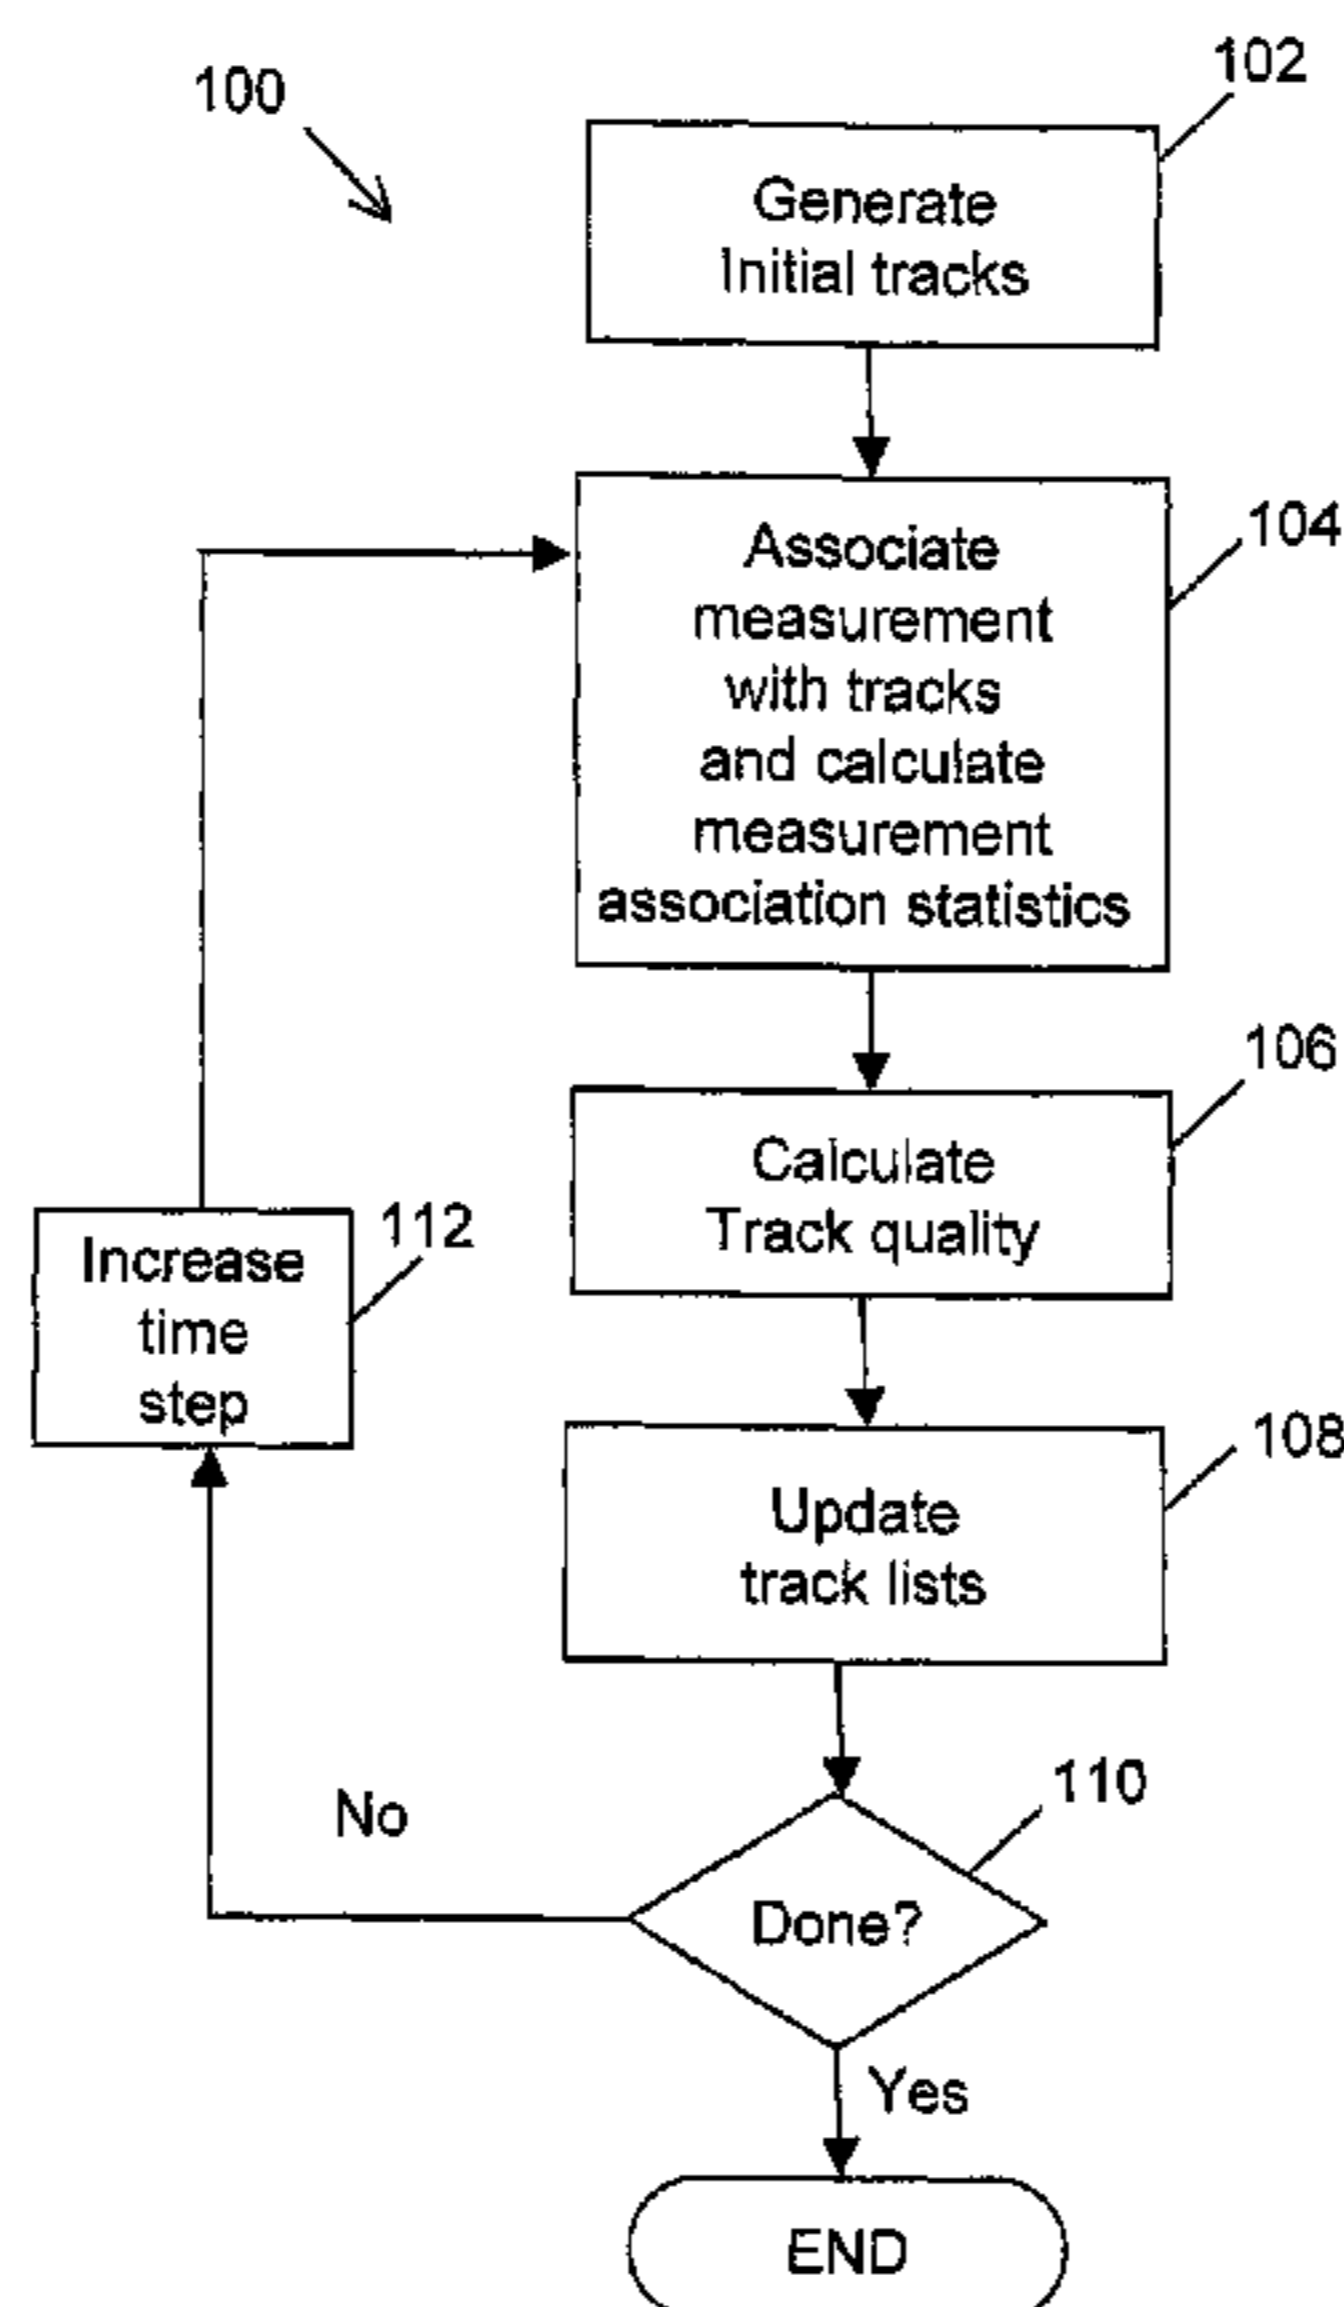 100
102
Generate
Initial tracks
104
Associate
measurement
with tracks
and calculate
measurement
association statistics
106
Calculate
Track quality
112
Increase
time
step
108
Update
track lists
110
No
Done?
Yes
END